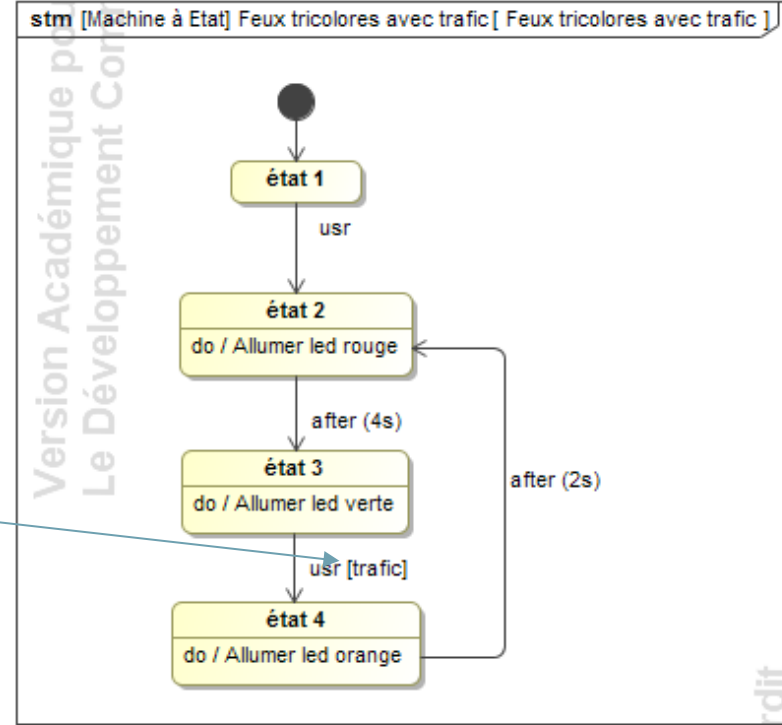 stm [Machine à Etat] Feux tricolores avec trafic [ Feux tricolores avec trafic ]
Version Académique
Le Développement
état 1
usr
état 2
do / Allumer led rouge
after (4s)
état 3
do / Allumer led verte
after (2s)
usr [trafic]
état 4
do / Allumer led orange